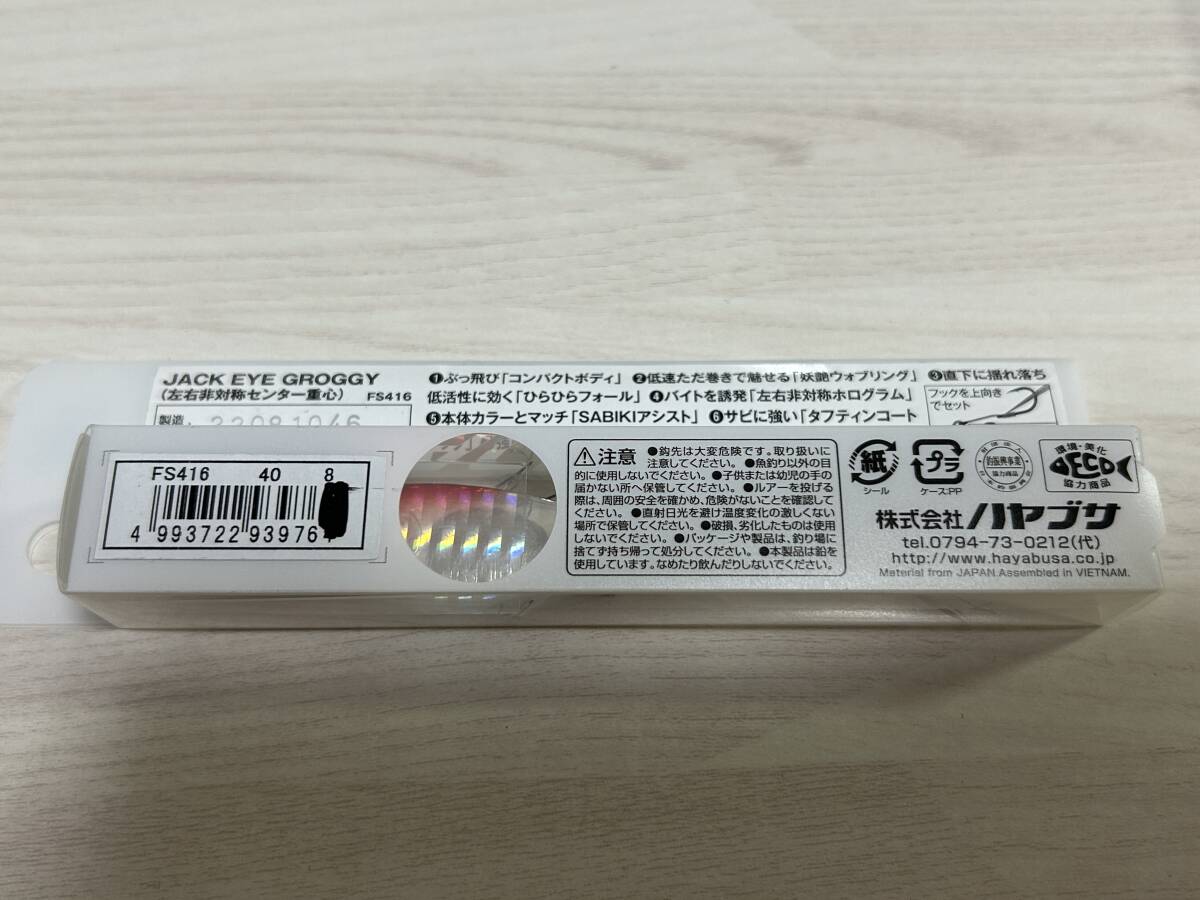 JACK EYE GROGGY
(左右非対称センター重心) FS416
❶ぶっ飛び「コンパクトボディ」 ❷低速ただ巻きで魅せる「妖艶ウォブリング」 ❸直下に揺れ落ち
低活性に効く「ひらひらフォール」 ❹バイトを誘発「左右非対称ホログラム」
❺本体カラーとマッチ「SABIKIアシスト」 ❻サビに強い「タフティンコート
フックを上向き
でセット
製造.
FS416 40 8
4 993722 93976
注意
●鈎先は大変危険です。取り扱いに
注意してください。●魚釣り以外の目
的に使用しないでください。●子供または幼児の手の
届かない所へ保管してください。●ルアーを投げる
際は、周囲の安全を確かめ、危険がないことを確認して
ください。●直射日光を避け温度変化の激しくない
場所で保管してください。●破損、劣化したものは使用
しないでください。●パッケージや製品は、釣り場に
捨てず持ち帰って処分してください。●本製品は鉛を
使用しています。なめたり飲んだりしないでください。
紙
シール
プラ
ケース:PP
協力商品
環境・美化
ECO
協力商品
株式会社ハヤブサ
tel.0794-73-0212(代)
http://www.hayabusa.co.jp
Material from JAPAN.Assembled in VIETNAM.